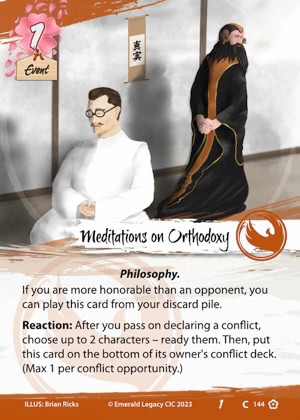 1
Event
真
実
Meditations on Orthodoxy
Philosophy.
If you are more honorable than an opponent, you
can play this card from your discard pile.
Reaction: After you pass on declaring a conflict,
choose up to 2 characters – ready them. Then, put
this card on the bottom of its owner's conflict deck.
(Max 1 per conflict opportunity.)
ILLUS: Brian Ricks
© Emerald Legacy CIC 2023
1
C 144